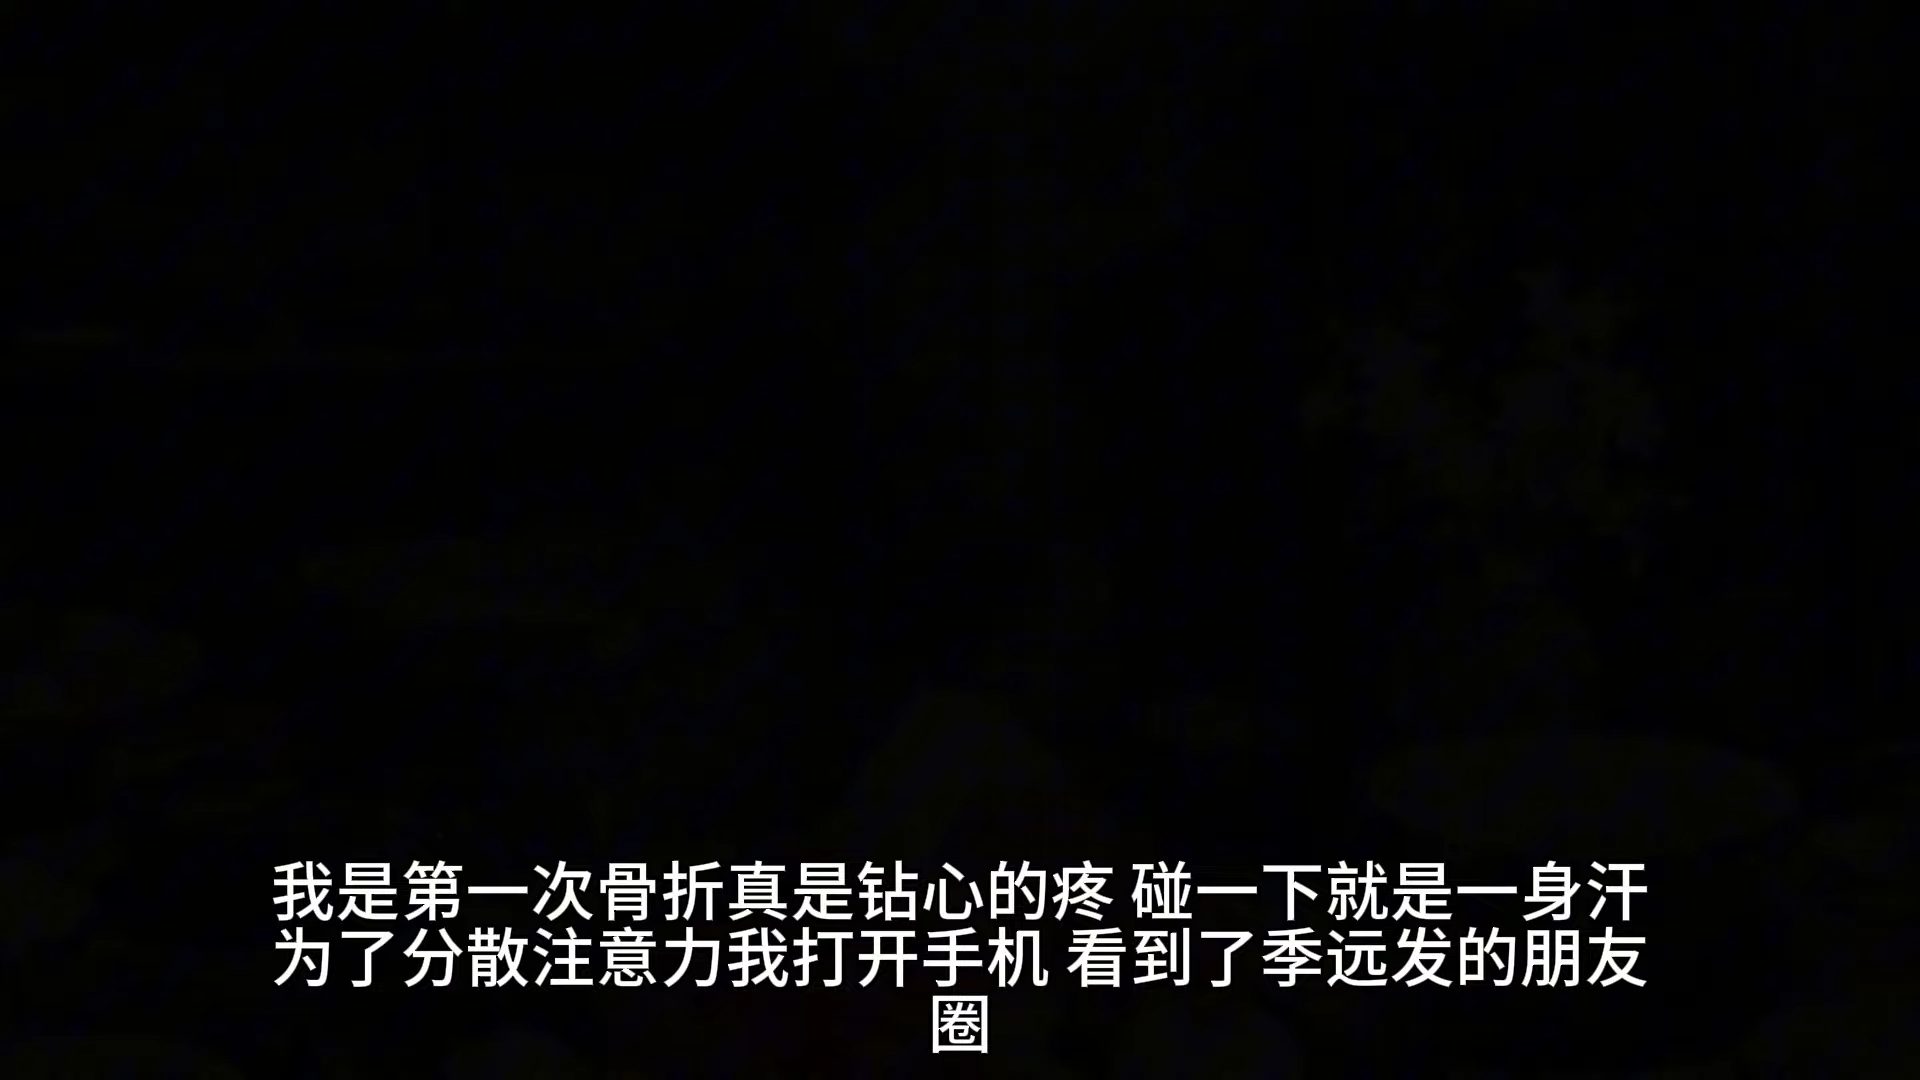 我是第一次骨折真是钻心的疼 碰一下就是一身汗
为了分散注意力我打开手机 看到了季远发的朋友
圈